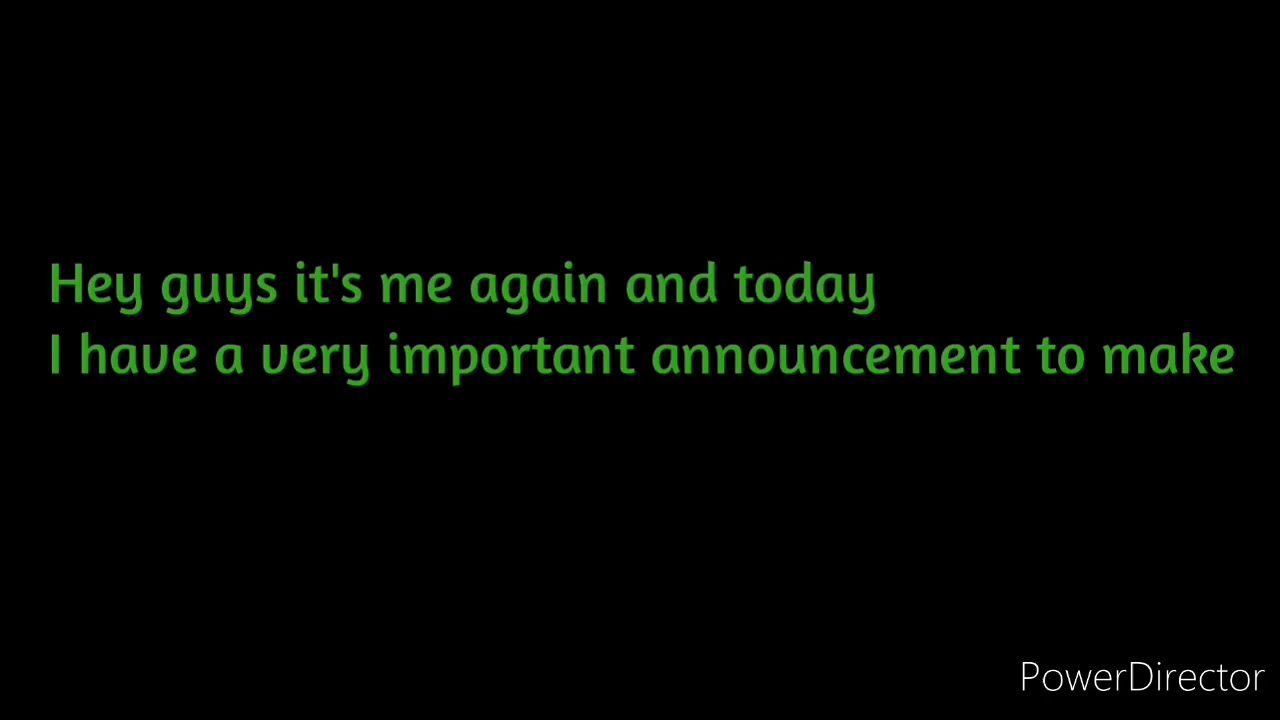 Hey guys it's me again and today
I have a very important announcement to make
PowerDirector